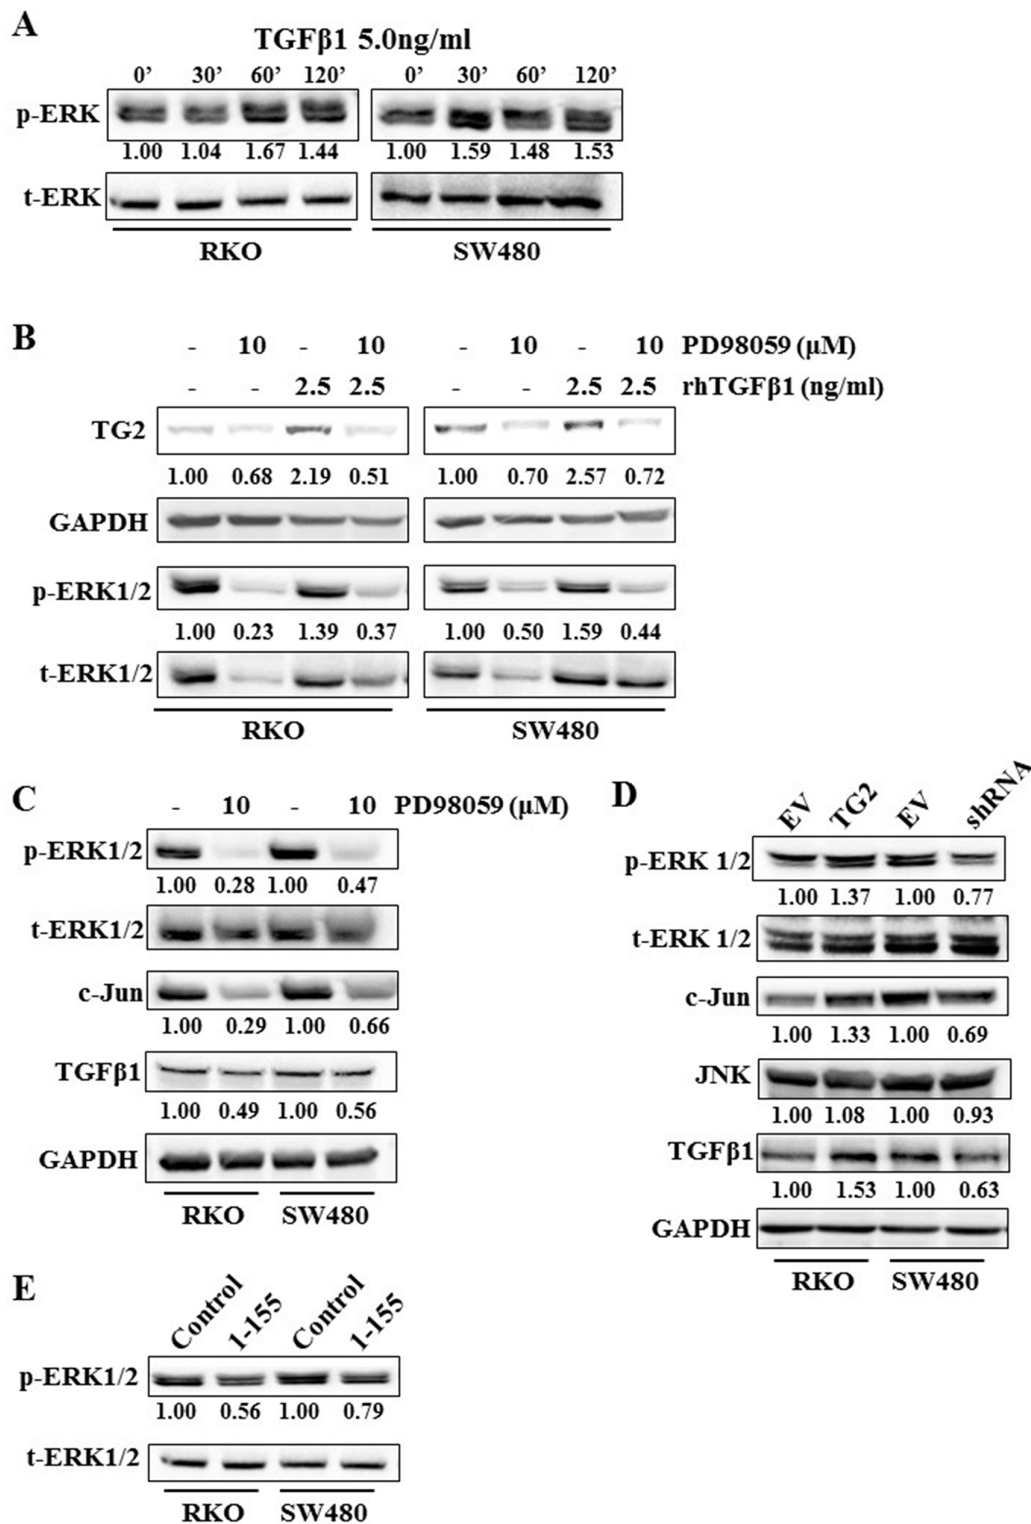 A
TGFβ1 5.0ng/ml
0’ 30’ 60’ 120’ 0’ 30’ 60’ 120’
p-ERK
1.00 1.04 1.67 1.44 1.00 1.59 1.48 1.53
t-ERK
RKO SW480
B
- 10 - 10 - 10 - 10 PD98059 (μM)
- - 2.5 2.5 - - 2.5 2.5 rhTGFβ1 (ng/ml)
TG2
1.00 0.68 2.19 0.51 1.00 0.70 2.57 0.72
GAPDH
p-ERK1/2
1.00 0.23 1.39 0.37 1.00 0.50 1.59 0.44
t-ERK1/2
RKO SW480
C
- 10 - 10 PD98059 (μM)
p-ERK1/2
1.00 0.28 1.00 0.47
t-ERK1/2
c-Jun
1.00 0.29 1.00 0.66
TGFβ1
1.00 0.49 1.00 0.56
GAPDH
RKO SW480
D
EV TG2 EV shRNA
p-ERK 1/2
1.00 1.37 1.00 0.77
t-ERK 1/2
c-Jun
1.00 1.33 1.00 0.69
JNK
1.00 1.08 1.00 0.93
TGFβ1
1.00 1.53 1.00 0.63
GAPDH
RKO SW480
E
Control 1-155 Control 1-155
p-ERK1/2
1.00 0.56 1.00 0.79
t-ERK1/2
RKO SW480